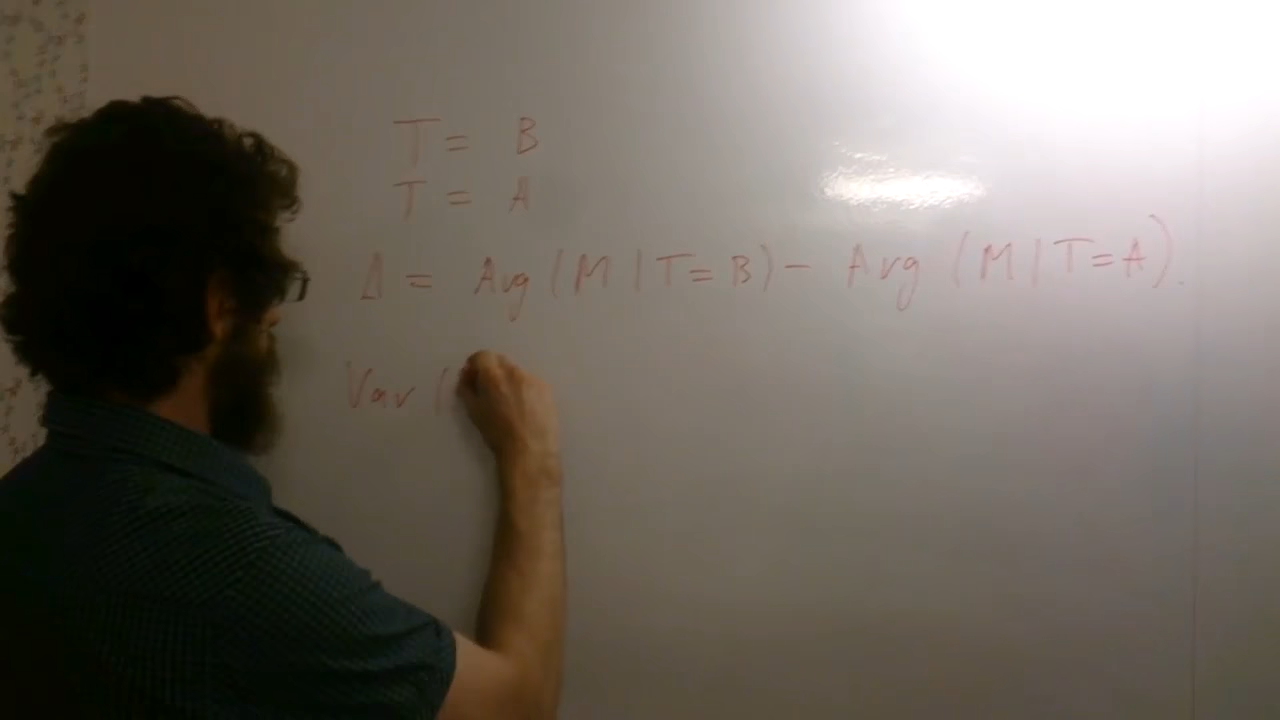 T = B
T = A
Δ = Avg (M | T = B) - Avg (M | T = A).
Var (